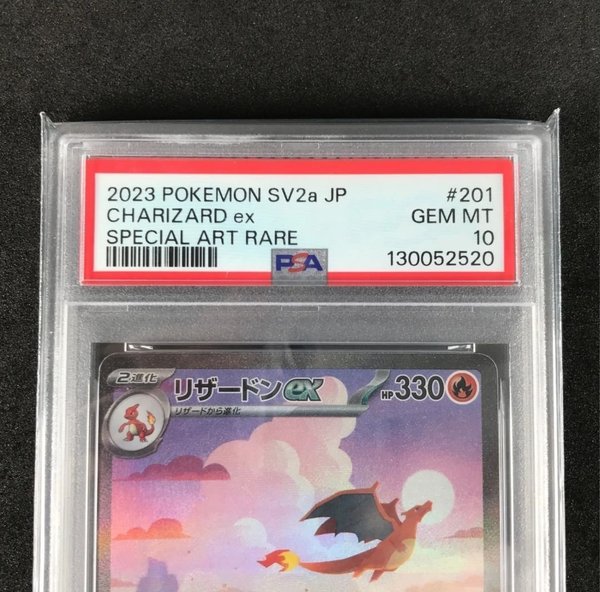 2023 POKEMON SV2a JP #201
CHARIZARD ex GEM MT
SPECIAL ART RARE 10
PSA 130052520
2進化 リザードンex HP330
リザードから進化